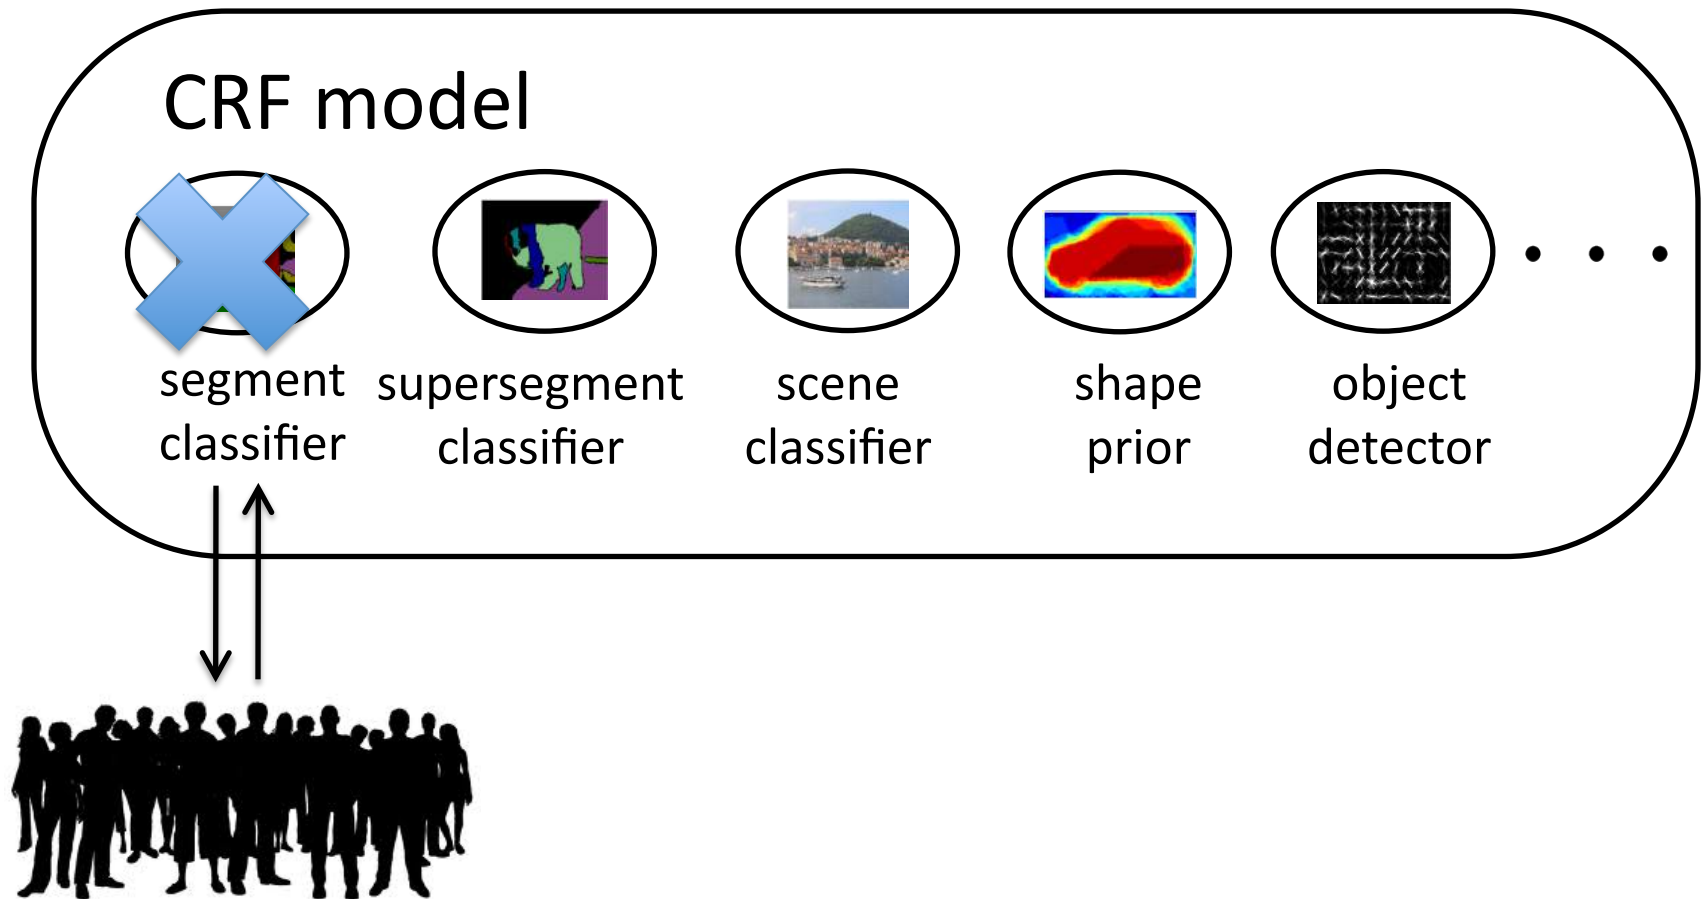 CRF model
segment
classifier
supersegment
classifier
scene
classifier
shape
prior
object
detector